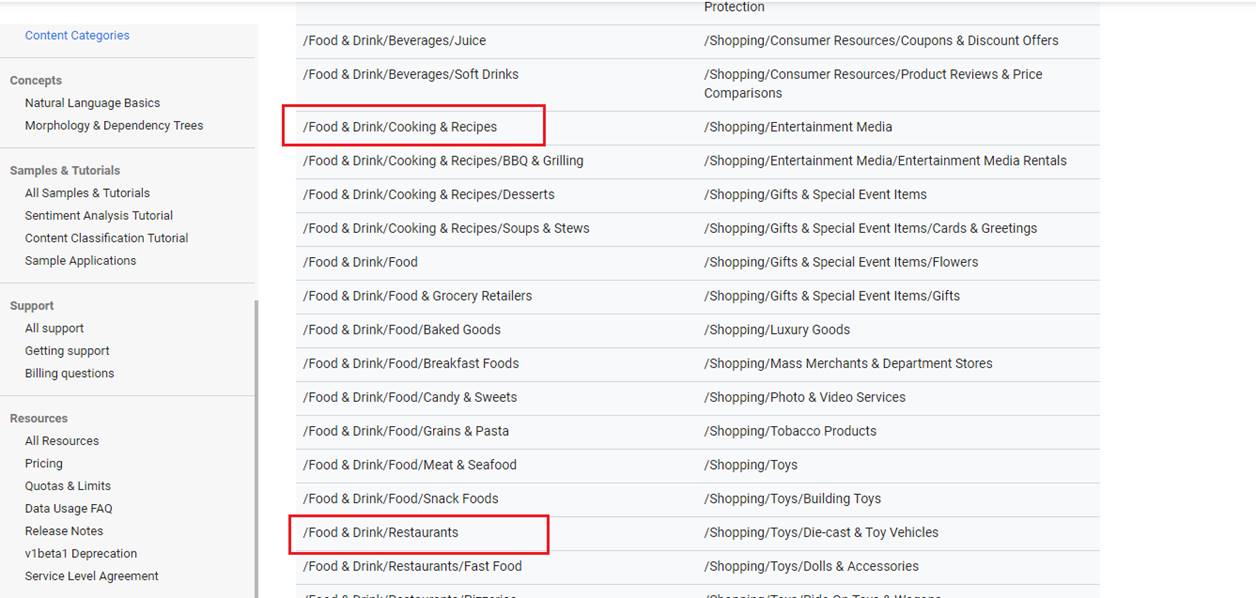 Content Categories
Concepts
Natural Language Basics
Morphology & Dependency Trees
Samples & Tutorials
All Samples & Tutorials
Sentiment Analysis Tutorial
Content Classification Tutorial
Sample Applications
Support
All support
Getting support
Billing questions
Resources
All Resources
Pricing
Quotas & Limits
Data Usage FAQ
Release Notes
v1beta1 Deprecation
Service Level Agreement
Protection
/Food & Drink/Beverages/Juice
/Shopping/Consumer Resources/Coupons & Discount Offers
/Food & Drink/Beverages/Soft Drinks
/Shopping/Consumer Resources/Product Reviews & Price
Comparisons
/Food & Drink/Cooking & Recipes
/Shopping/Entertainment Media
/Food & Drink/Cooking & Recipes/BBQ & Grilling
/Shopping/Entertainment Media/Entertainment Media Rentals
/Food & Drink/Cooking & Recipes/Desserts
/Shopping/Gifts & Special Event Items
/Food & Drink/Cooking & Recipes/Soups & Stews
/Shopping/Gifts & Special Event Items/Cards & Greetings
/Food & Drink/Food
/Shopping/Gifts & Special Event Items/Flowers
/Food & Drink/Food & Grocery Retailers
/Shopping/Gifts & Special Event Items/Gifts
/Food & Drink/Food/Baked Goods
/Shopping/Luxury Goods
/Food & Drink/Food/Breakfast Foods
/Shopping/Mass Merchants & Department Stores
/Food & Drink/Food/Candy & Sweets
/Shopping/Photo & Video Services
/Food & Drink/Food/Grains & Pasta
/Shopping/Tobacco Products
/Food & Drink/Food/Meat & Seafood
/Shopping/Toys
/Food & Drink/Food/Snack Foods
/Shopping/Toys/Building Toys
/Food & Drink/Restaurants
/Shopping/Toys/Die-cast & Toy Vehicles
/Food & Drink/Restaurants/Fast Food
/Shopping/Toys/Dolls & Accessories